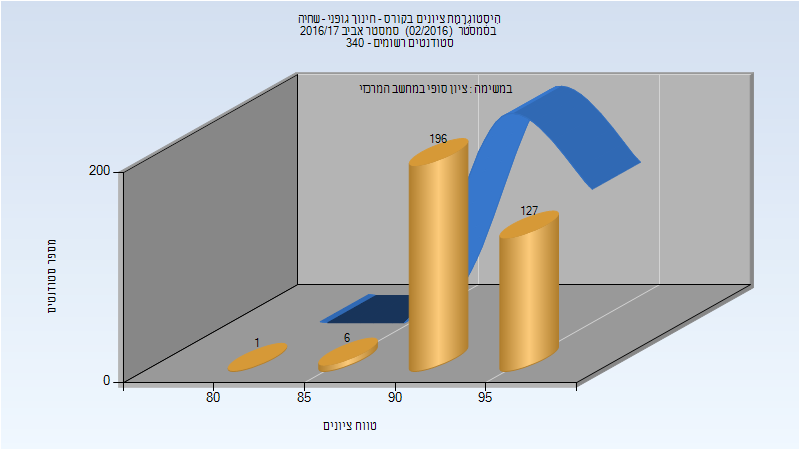 היסטוגרמת ציונים בקורס - חינוך גופני - שחיה
בסמסטר (02/2016) סמסטר אביב 2016/17
סטודנטים רשומים - 340
במשימה : ציון סופי במחשב המרכזי
196
127
6
1
200
0
80
85
90
95
מספר סטודנטים
טווח ציונים